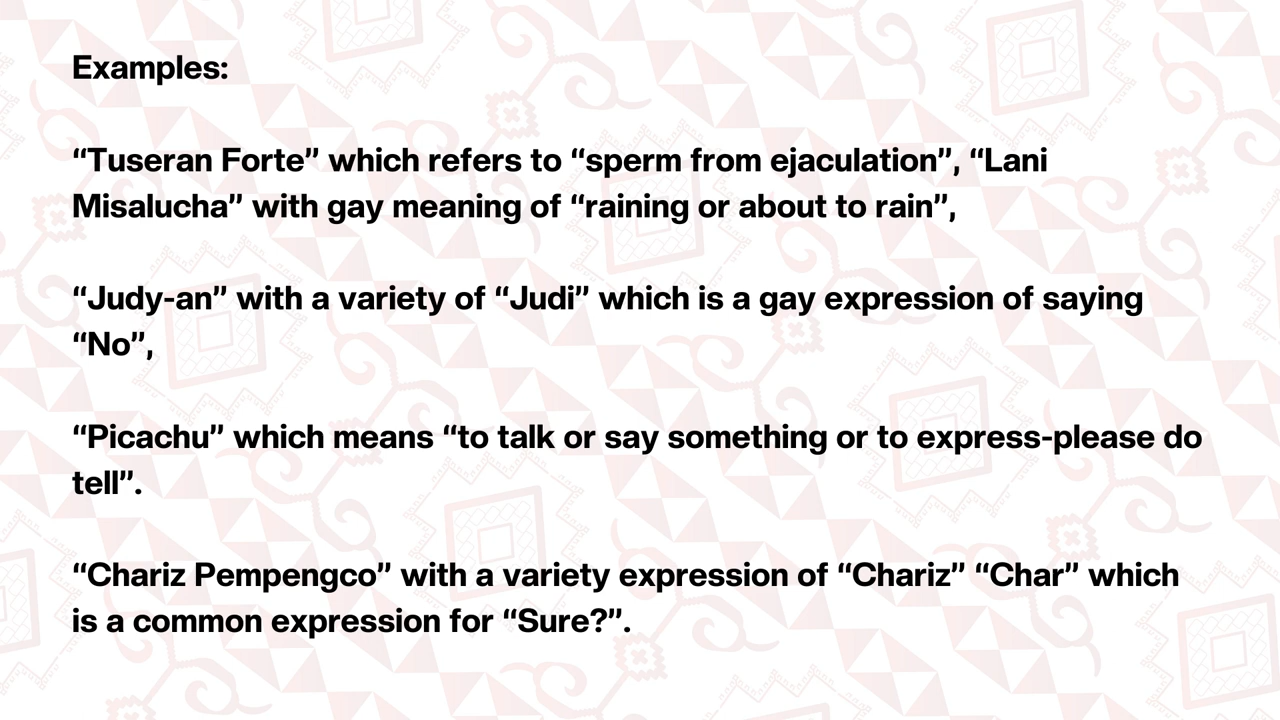 Examples:
“Tuseran Forte” which refers to “sperm from ejaculation”, “Lani
Misalucha” with gay meaning of “raining or about to rain”,
“Judy-an” with a variety of “Judi” which is a gay expression of saying
“No”,
“Picachu” which means “to talk or say something or to express-please do
tell”.
“Chariz Pempengco” with a variety expression of “Chariz” “Char” which
is a common expression for “Sure?”.